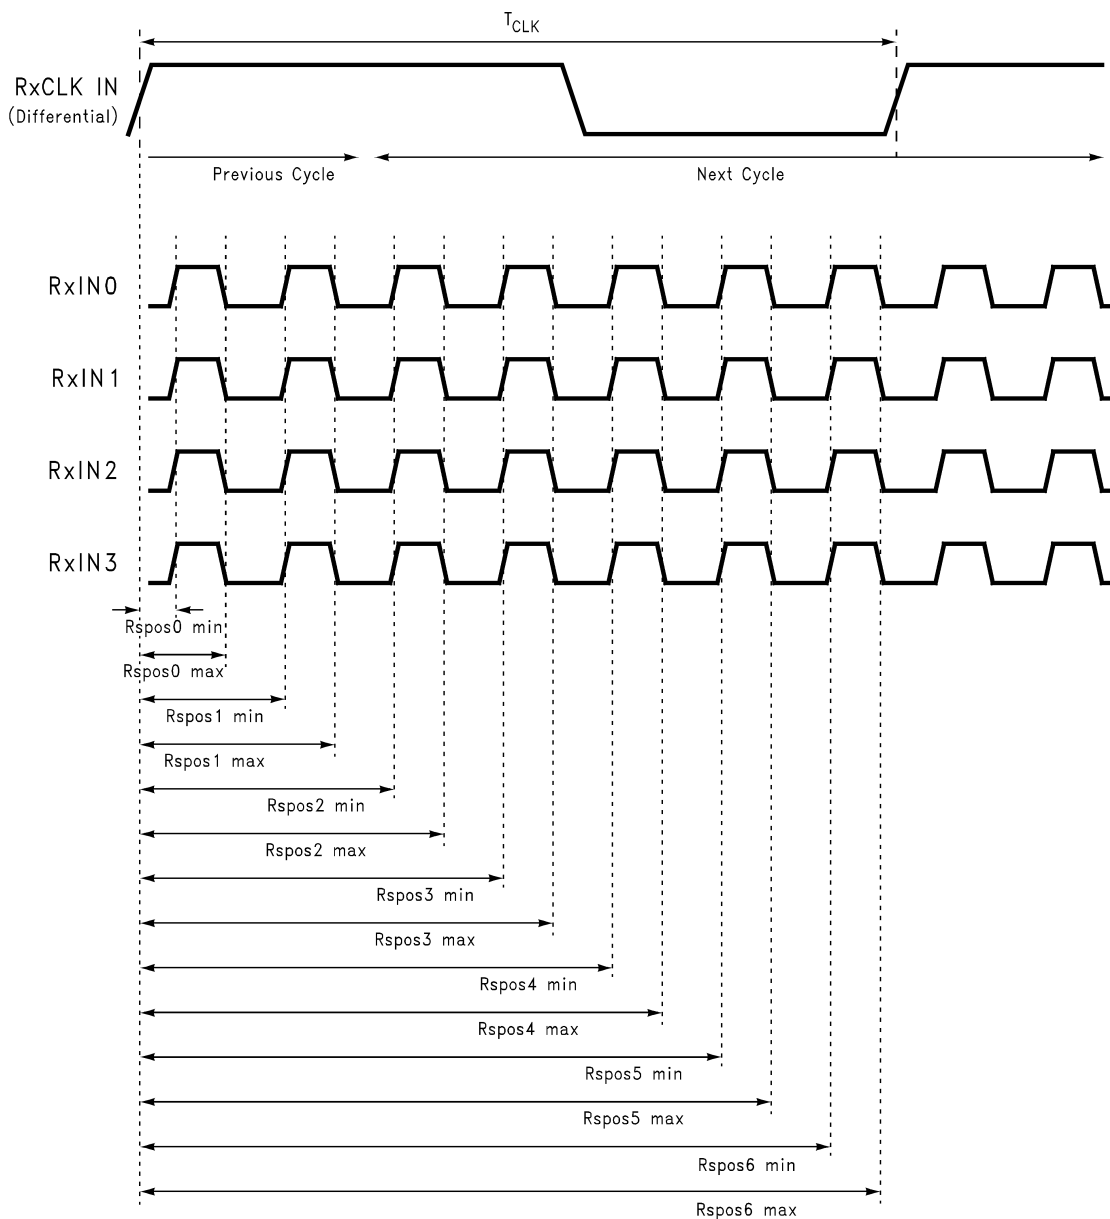 TCLK
RxCLK IN
(Differential)
Previous Cycle
Next Cycle
RxIN0
RxIN1
RxIN2
RxIN3
Rspos0 min
Rspos0 max
Rspos1 min
Rspos1 max
Rspos2 min
Rspos2 max
Rspos3 min
Rspos3 max
Rspos4 min
Rspos4 max
Rspos5 min
Rspos5 max
Rspos6 min
Rspos6 max